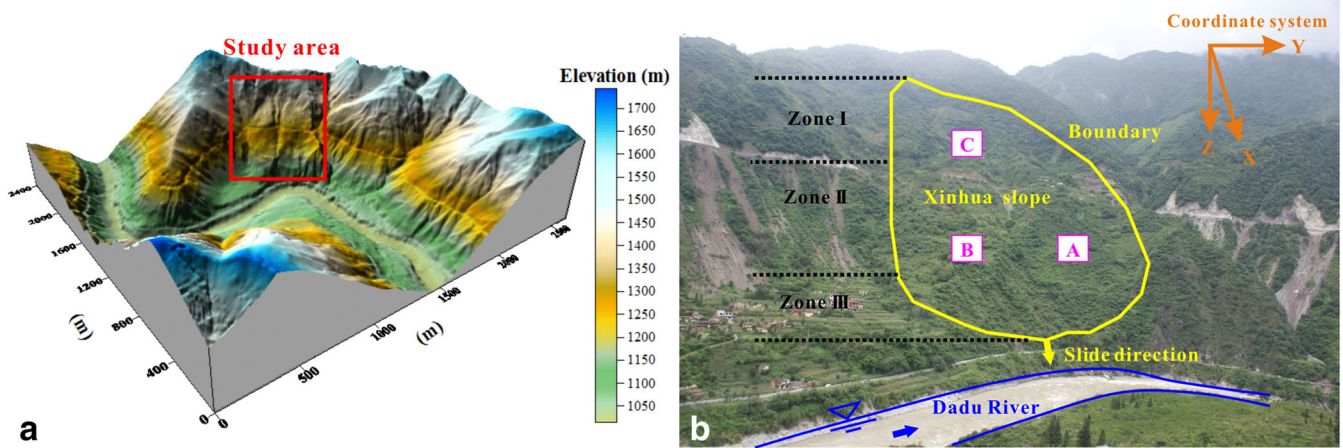 Study area
Elevation (m)
1700
1650
1600
1550
1500
1450
1400
1350
1300
1250
1200
1150
1100
1050
2400
2000
1600
1200
800
400
0
(m)
0
500
1000
1500
(m)
a
Coordinate system
Y
Z
X
Zone Ⅰ
Boundary
C
Zone Ⅱ
Xinhua slope
B
A
Zone Ⅲ
Slide direction
Dadu River
b